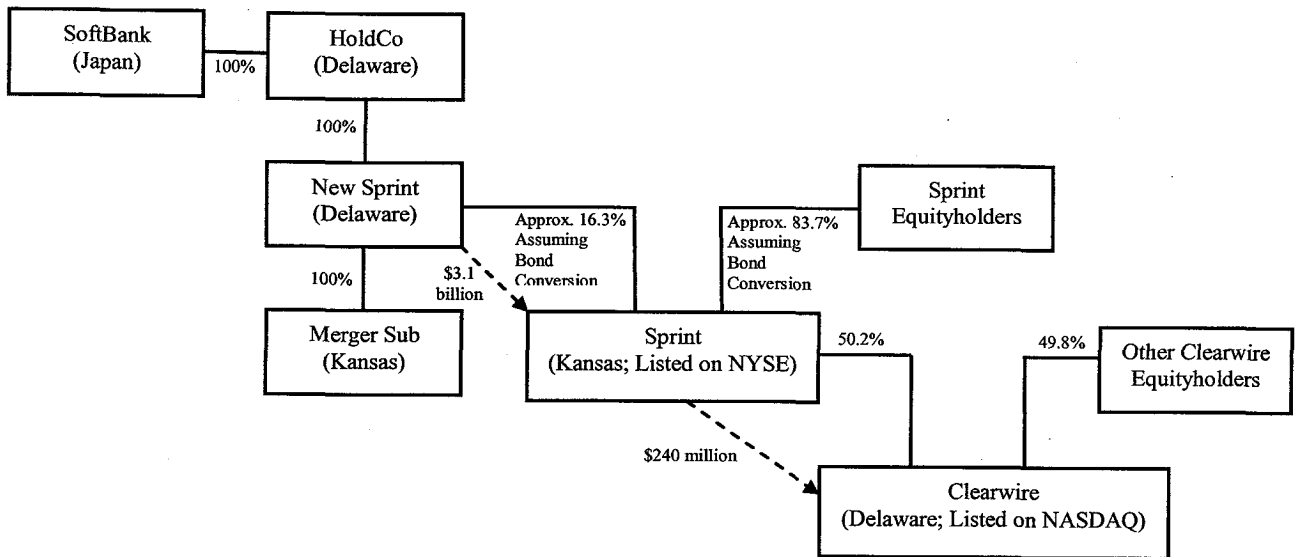 SoftBank
(Japan)
100%
HoldCo
(Delaware)
100%
New Sprint
(Delaware)
100%
Merger Sub
(Kansas)
$3.1
billion
Approx. 16.3%
Assuming
Bond
Conversion
Approx. 83.7%
Assuming
Bond
Conversion
Sprint
Equityholders
Sprint
(Kansas; Listed on NYSE)
50.2%
49.8%
Other Clearwire
Equityholders
$240 million
Clearwire
(Delaware; Listed on NASDAQ)